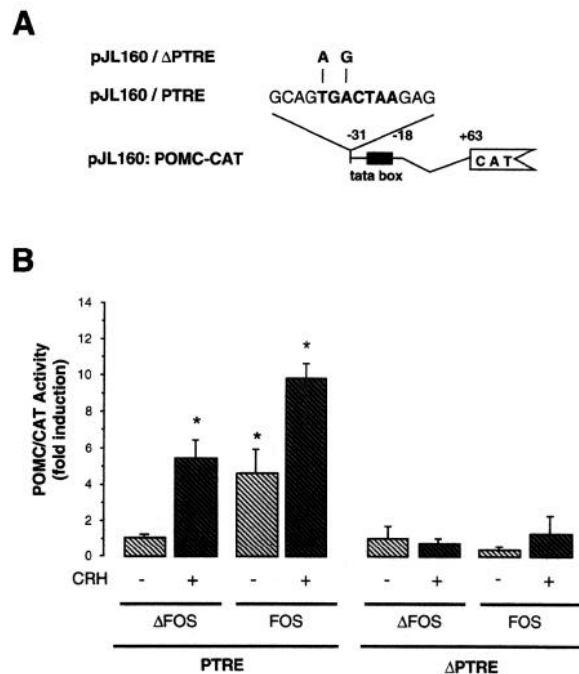 A
pJL160 / ΔPTRE A G
pJL160 / PTRE GCAGTGACTAAGAG
-31 -18 +63
pJL160: POMC-CAT CAT
tata box
B
POMC/CAT Activity
(fold induction)
14
12
10
8
6
4
2
0
* * *
CRH - + - + - + - +
ΔFOS FOS ΔFOS FOS
PTRE ΔPTRE